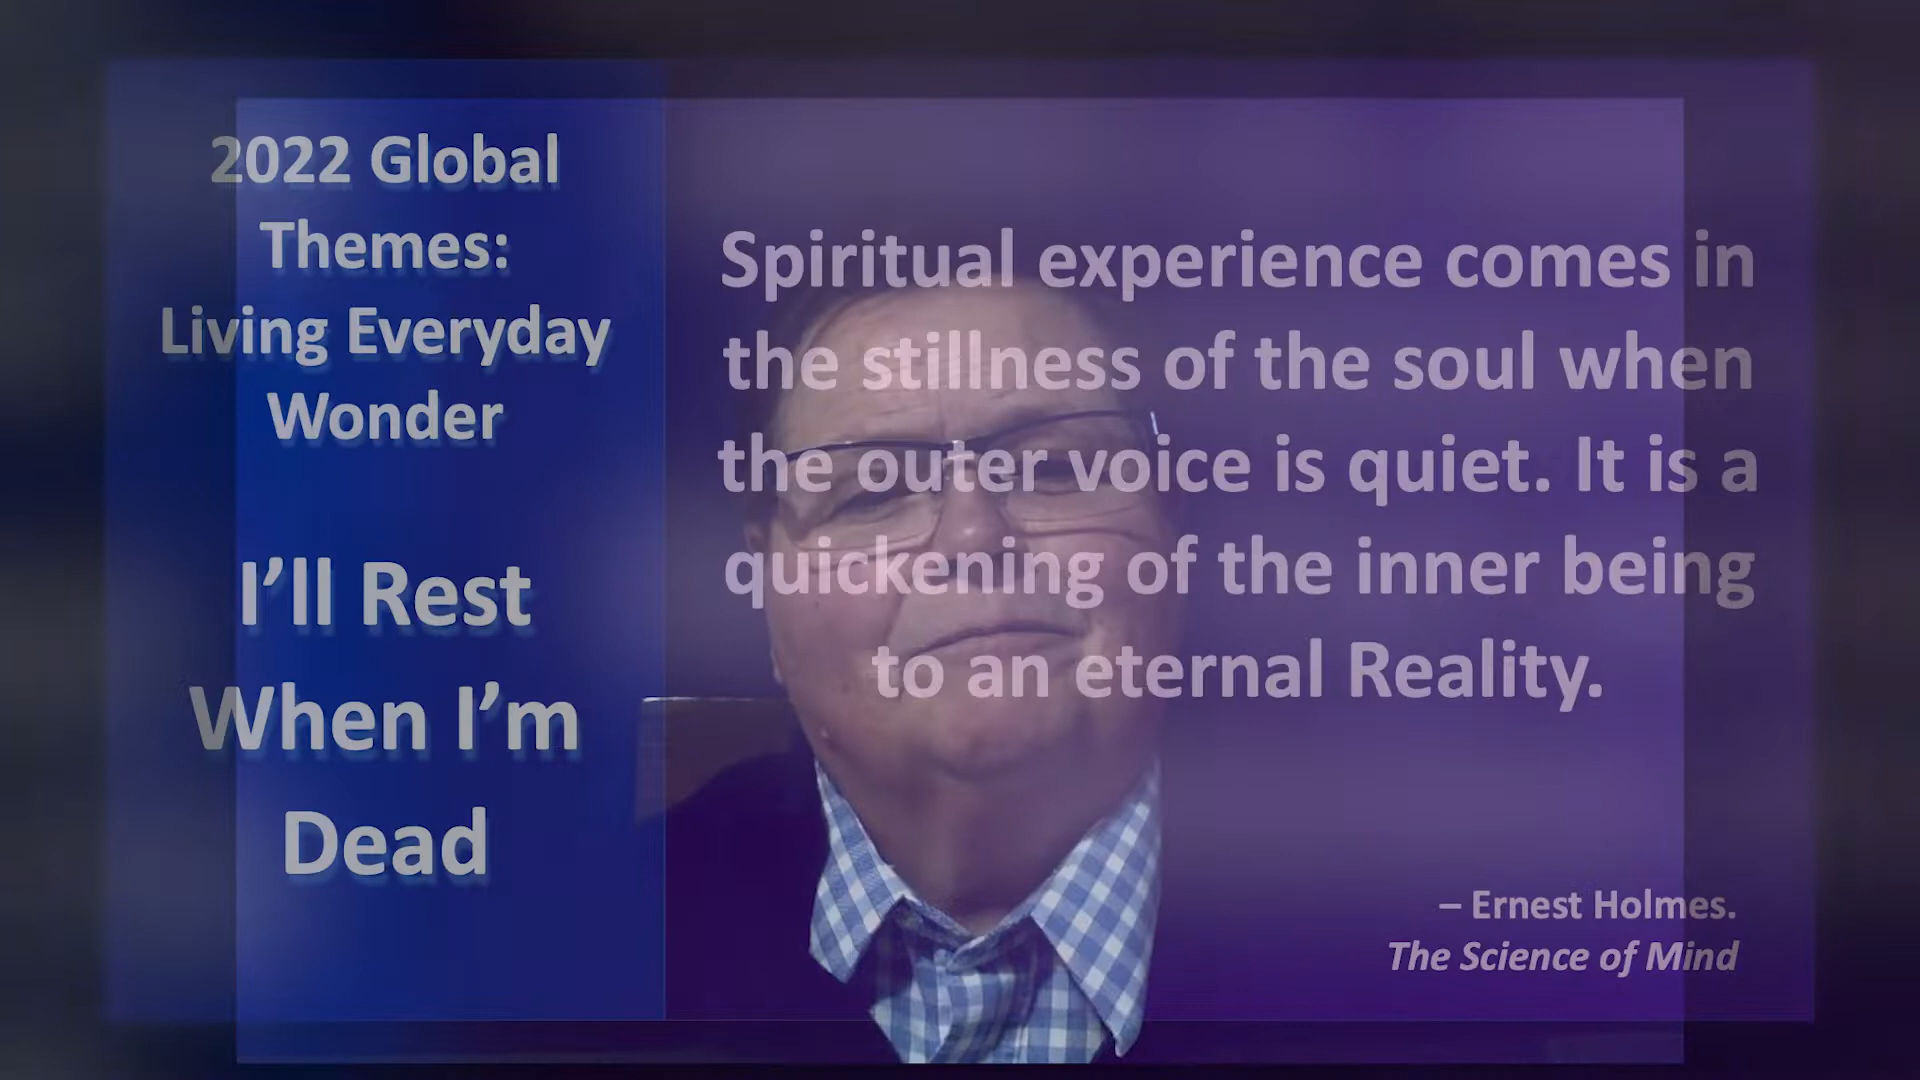 2022 Global
Themes:
Living Everyday
Wonder
I’ll Rest
When I’m
Dead
Spiritual experience comes in
the stillness of the soul when
the outer voice is quiet. It is a
quickening of the inner being
to an eternal Reality.
– Ernest Holmes.
The Science of Mind